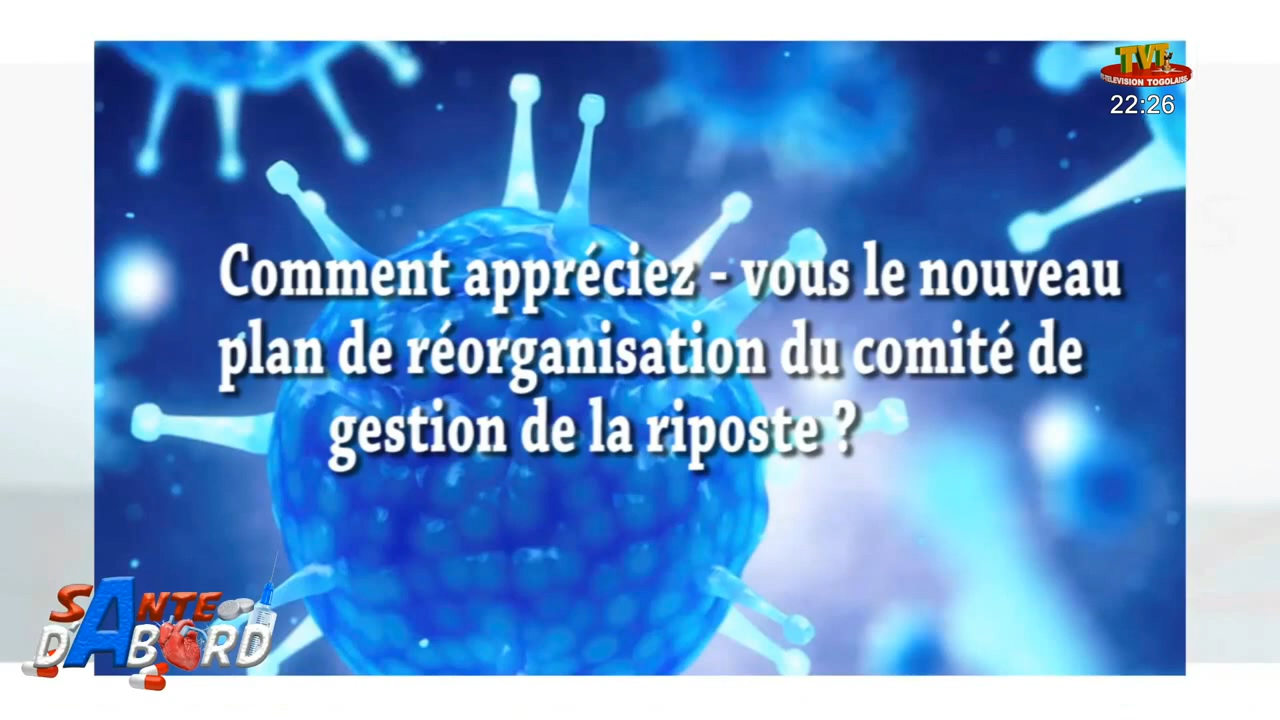 TVT
TELEVISION TOGOLAISE
22:26
Comment appréciez - vous le nouveau
plan de réorganisation du comité de
gestion de la riposte ?
SANTE
D'ABORD